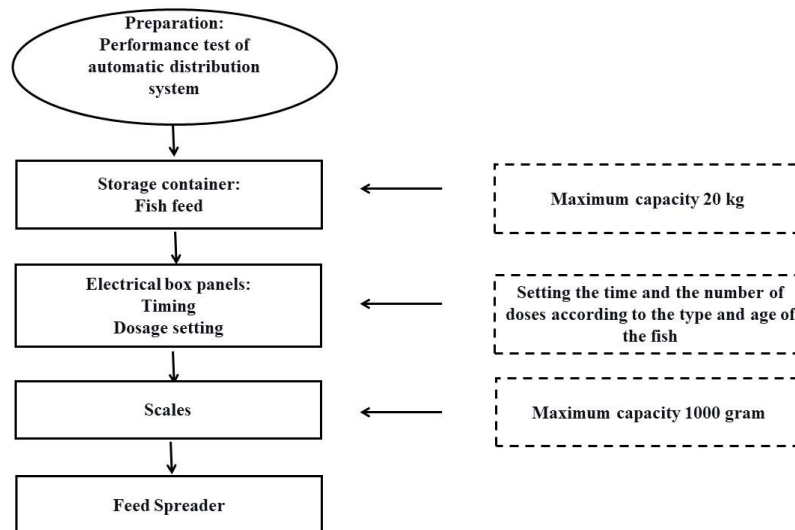 Preparation:
Performance test of
automatic distribution
system
Storage container:
Fish feed
Maximum capacity 20 kg
Electrical box panels:
Timing
Dosage setting
Setting the time and the number of
doses according to the type and age of
the fish
Scales
Maximum capacity 1000 gram
Feed Spreader